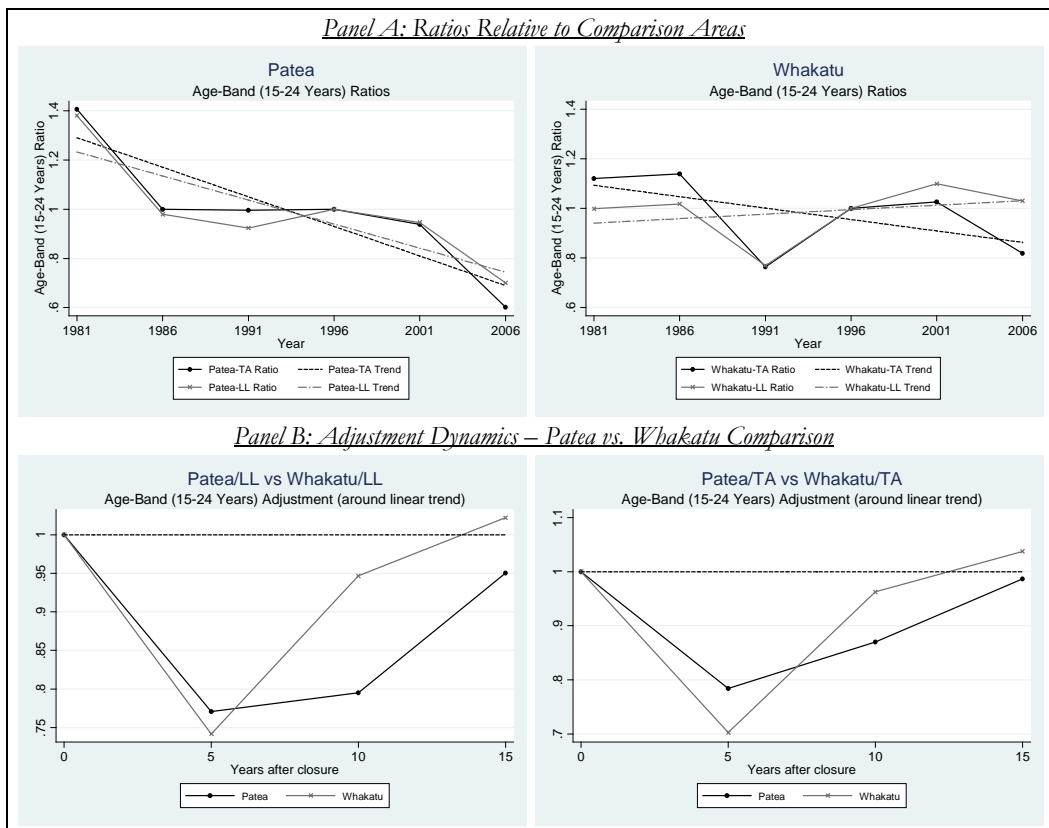 Panel A: Ratios Relative to Comparison Areas
Patea
Age-Band (15-24 Years) Ratios
Age-Band (15-24 Years) Ratio
1.4
1.2
1
.8
.6
1981 1986 1991 1996 2001 2006
Year
Patea-TA Ratio Patea-TA Trend
Patea-LL Ratio Patea-LL Trend
Whakatu
Age-Band (15-24 Years) Ratios
Age-Band (15-24 Years) Ratio
1.4
1.2
1
.8
.6
1981 1986 1991 1996 2001 2006
Year
Whakatu-TA Ratio Whakatu-TA Trend
Whakatu-LL Ratio Whakatu-LL Trend
Panel B: Adjustment Dynamics – Patea vs. Whakatu Comparison
Patea/LL vs Whakatu/LL
Age-Band (15-24 Years) Adjustment (around linear trend)
1
.95
.9
.85
.8
.75
0 5 10 15
Years after closure
Patea Whakatu
Patea/TA vs Whakatu/TA
Age-Band (15-24 Years) Adjustment (around linear trend)
1.1
1
.9
.8
.7
0 5 10 15
Years after closure
Patea Whakatu